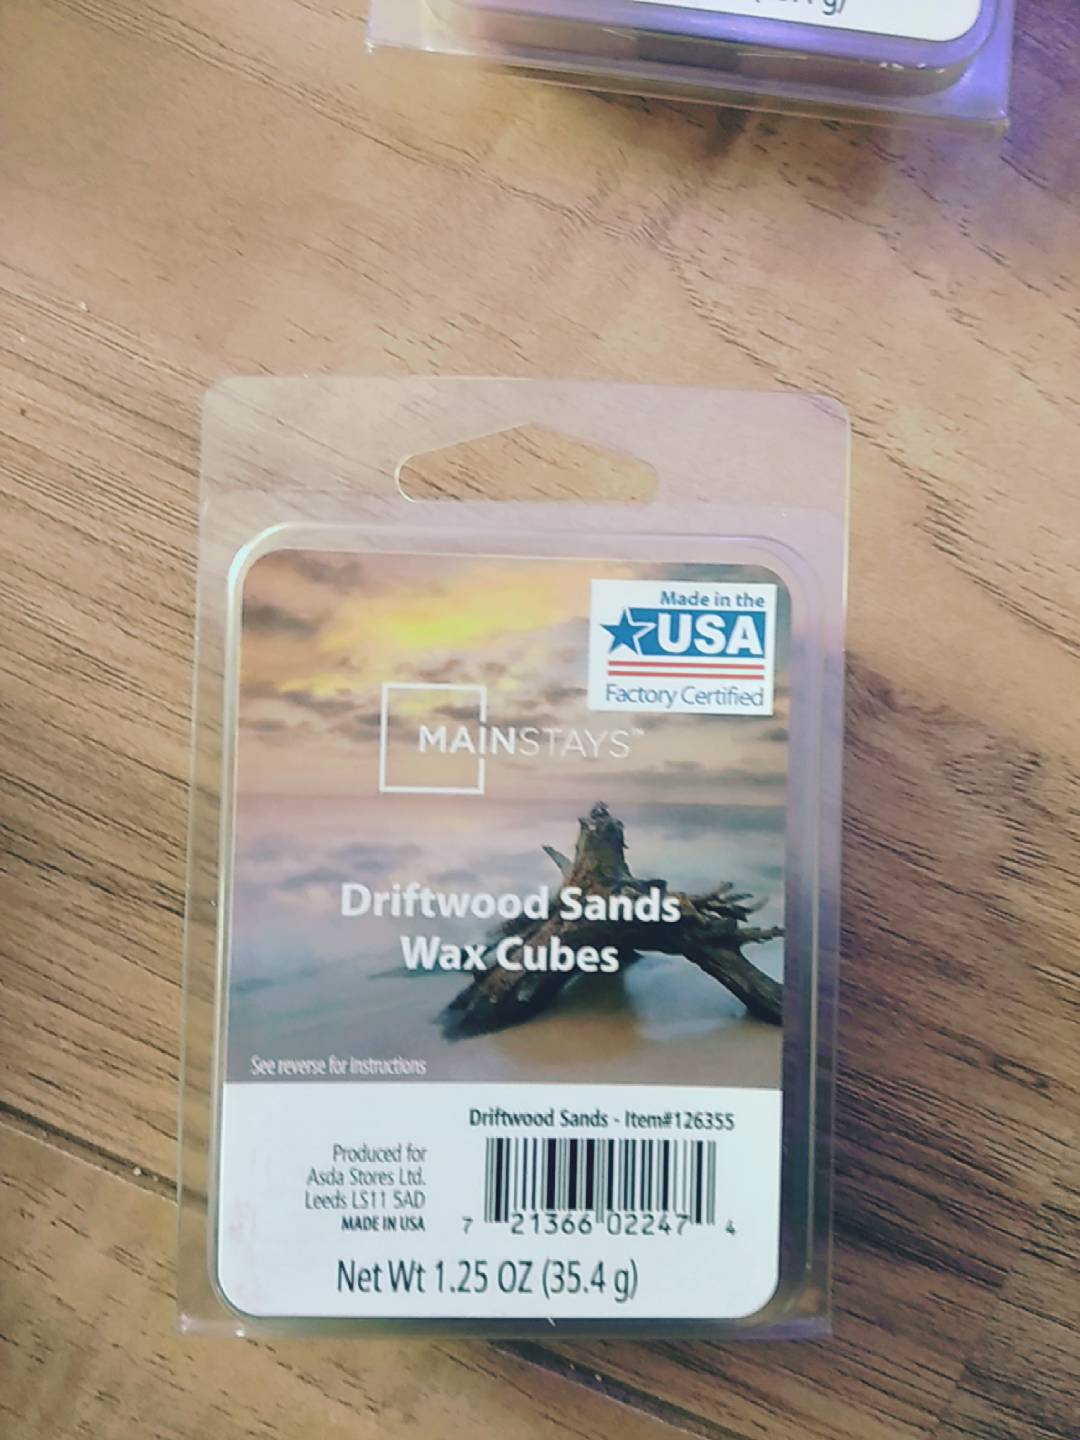 Made in the
USA
Factory Certified
MAINSTAYS™
Driftwood Sands
Wax Cubes
See reverse for instructions
Driftwood Sands - Item#126355
Produced for
Asda Stores Ltd.
Leeds LS11 5AD
MADE IN USA
7 21366 02247 4
Net Wt 1.25 OZ (35.4 g)